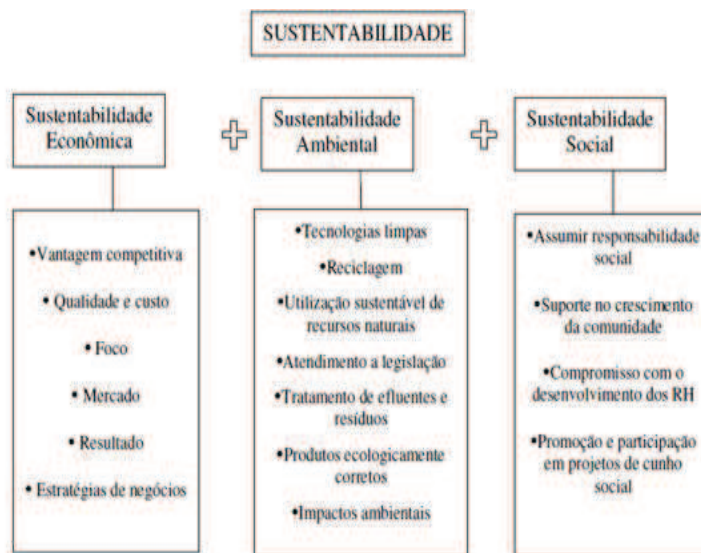 SUSTENTABILIDADE
Sustentabilidade
Econômica
Sustentabilidade
Ambiental
Sustentabilidade
Social
•Vantagem competitiva
• Qualidade e custo
• Foco
• Mercado
• Resultado
• Estratégias de negócios
•Tecnologias limpas
•Reciclagem
•Utilização sustentável de
recursos naturais
•Atendimento a legislação
•Tratamento de efluentes e
resíduos
•Produtos ecologicamente
corretos
•Impactos ambientais
•Assumir responsabilidade
social
•Suporte no crescimento
da comunidade
•Compromisso com o
desenvolvimento dos RH
•Promoção e participação
em projetos de cunho
social